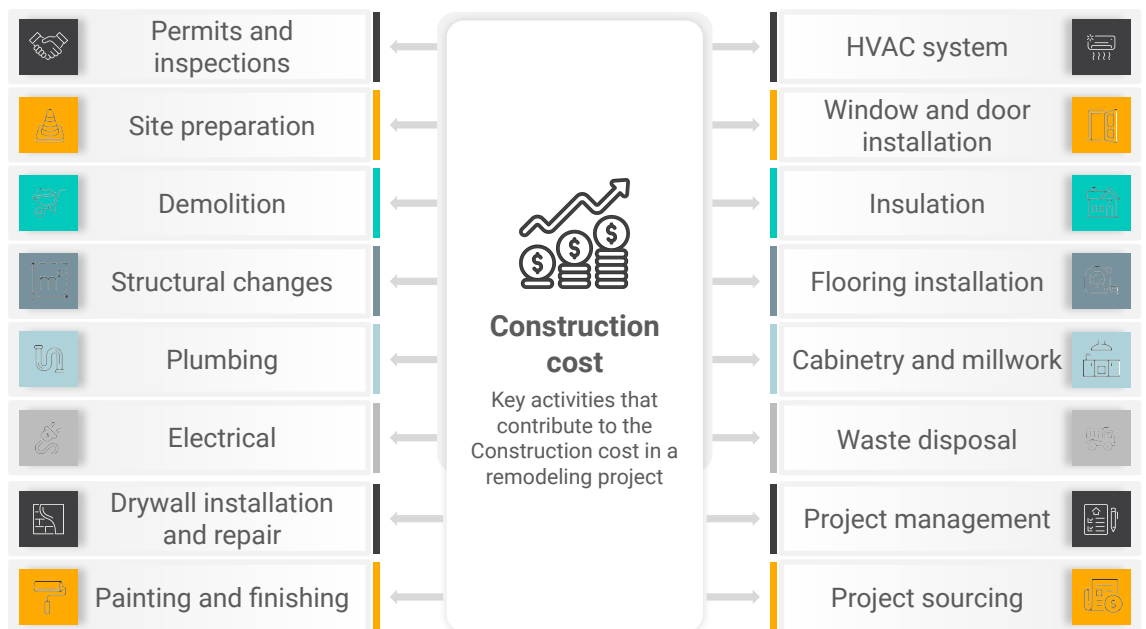 Permits and
inspections
Site preparation
Demolition
Structural changes
Plumbing
Electrical
Drywall installation
and repair
Painting and finishing
$ $ $
Construction
cost
Key activities that
contribute to the
Construction cost in a
remodeling project
HVAC system
Window and door
installation
Insulation
Flooring installation
Cabinetry and millwork
Waste disposal
Project management
Project sourcing